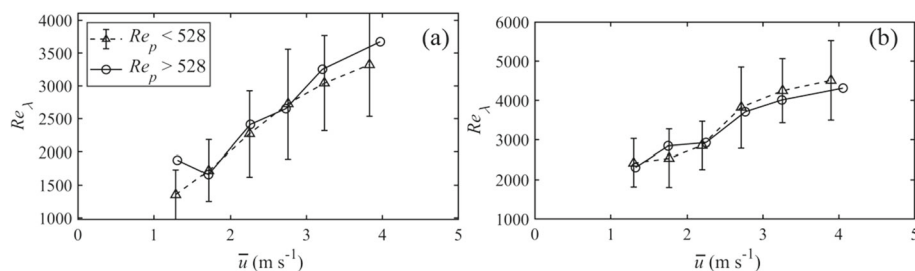 4000
3500
3000
2500
2000
1500
1000
Re_λ
Re_p < 528
Re_p > 528
(a)
0 1 2 3 4 5
u̅ (m s⁻¹)
6000
5000
4000
3000
2000
1000
Re_λ
(b)
0 1 2 3 4 5
u̅ (m s⁻¹)